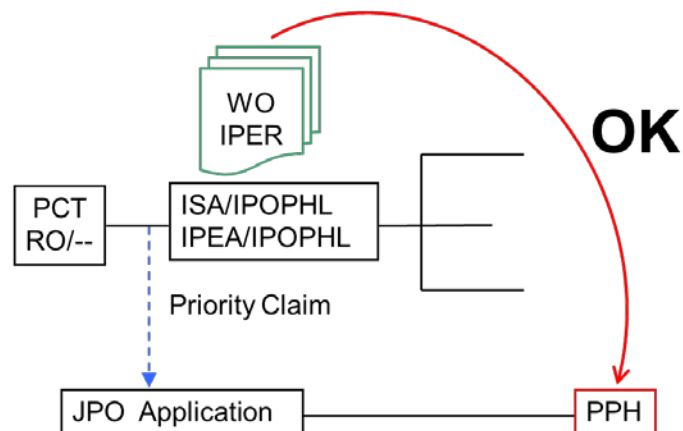 WO
IPER
OK
PCT
RO/--
ISA/IPOPHL
IPEA/IPOPHL
Priority Claim
JPO Application
PPH